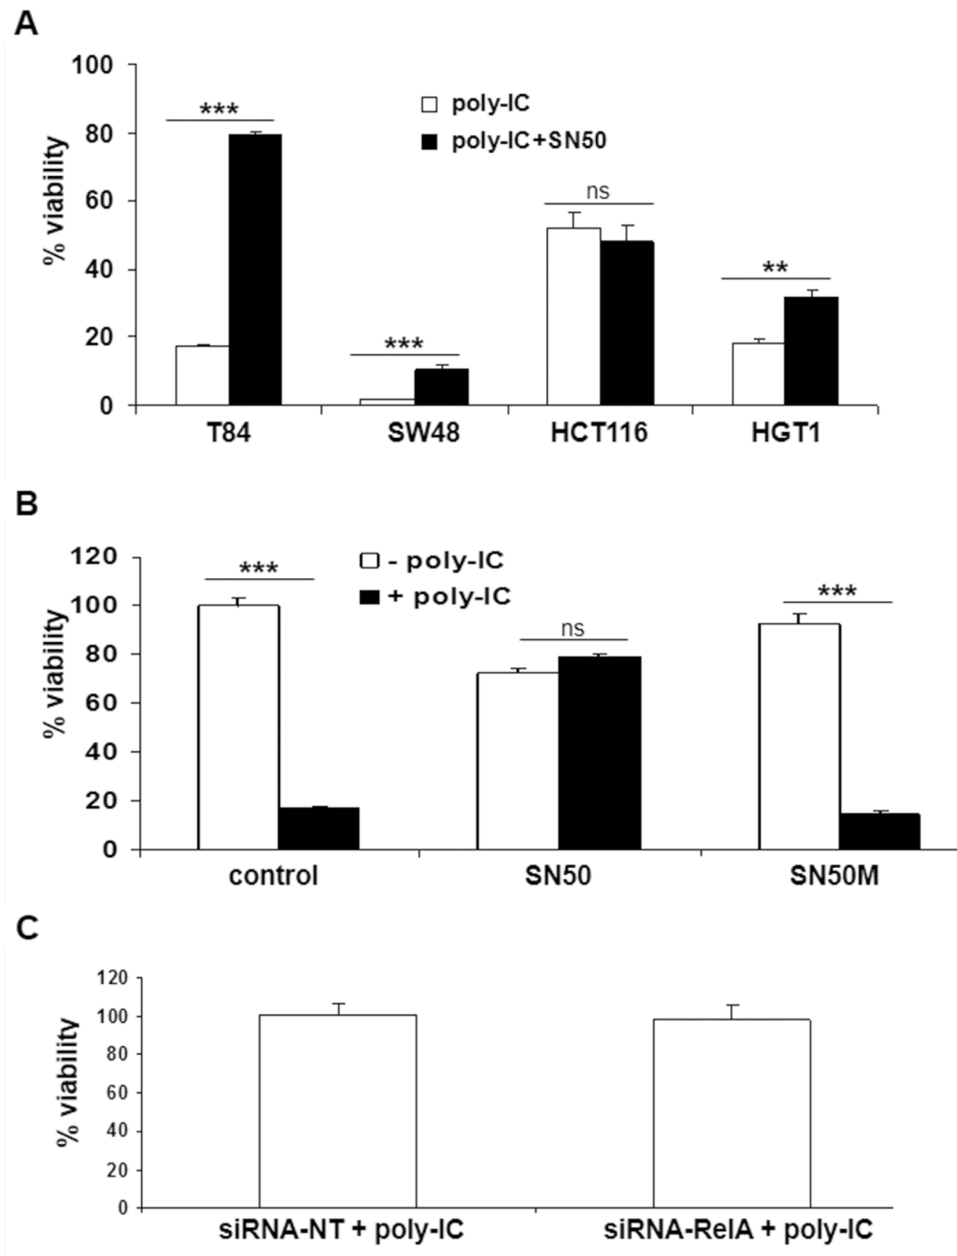 A
100
80
60
40
20
0
% viability
poly-IC
poly-IC+SN50
***
***
ns
**
T84 SW48 HCT116 HGT1
B
120
100
80
60
40
20
0
% viability
- poly-IC
+ poly-IC
***
ns
***
control SN50 SN50M
C
120
100
80
60
40
20
0
% viability
siRNA-NT + poly-IC siRNA-RelA + poly-IC